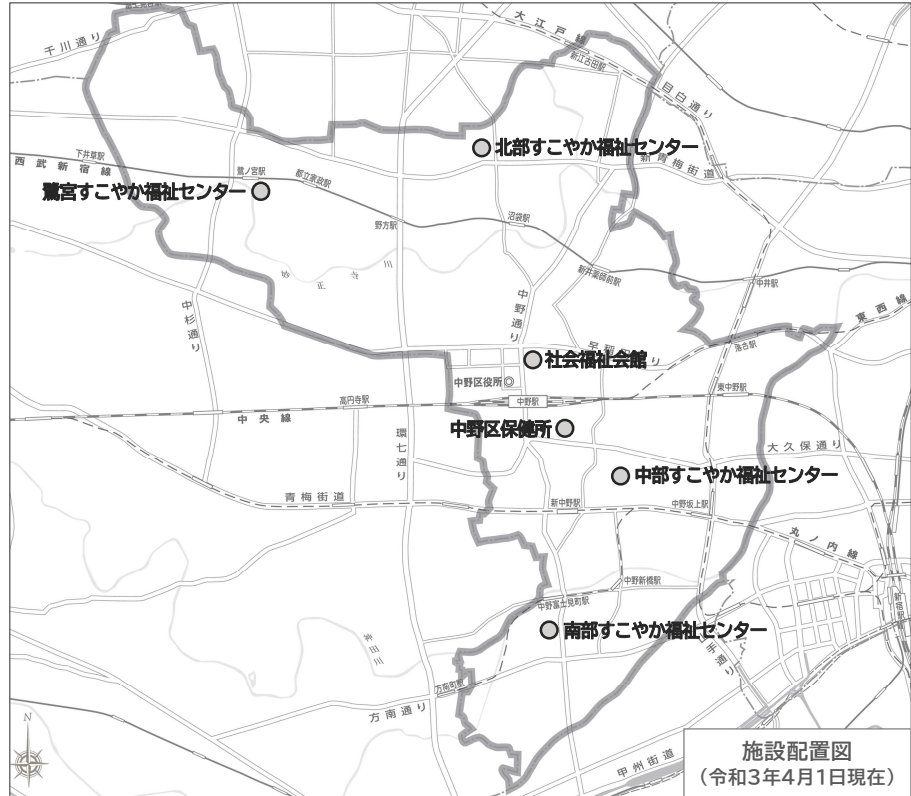 千川通り
大江戸線
新江古田駅
目白通り
北部すこやか福祉センター
新青梅街道
下井草駅
西武新宿線
鷺ノ宮駅
都立家政駅
鷺宮すこやか福祉センター
野方駅
沼袋駅
妙正寺川
新井薬師前駅
中井駅
中杉通り
中野通り
東西線
早稲田通り
落合駅
社会福祉会館
中野区役所◎
高円寺駅
中野駅
東中野駅
中央線
中野区保健所
環七通り
大久保通り
中部すこやか福祉センター
青梅街道
新中野駅
中野坂上駅
丸ノ内線
中野新橋駅
新宿駅
中野富士見町駅
南部すこやか福祉センター
山手通り
方南町駅
方南通り
N
甲州街道
施設配置図
(令和3年4月1日現在)